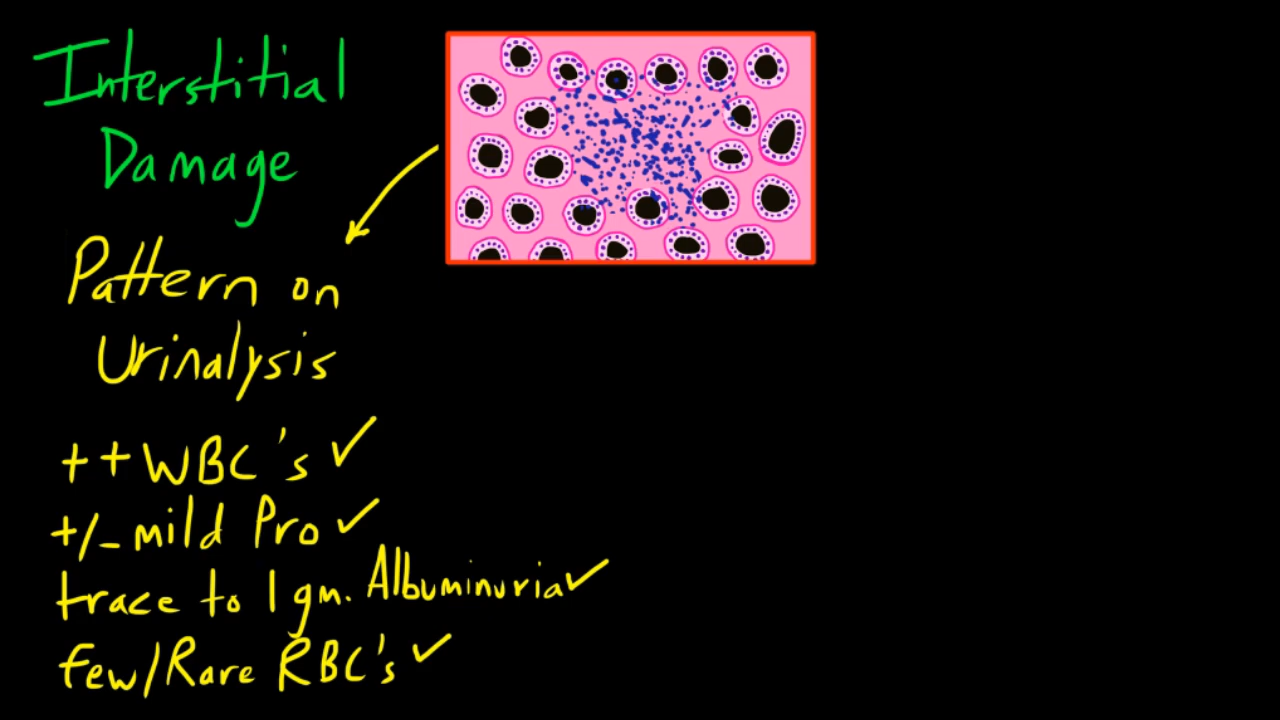 Interstitial
Damage
Pattern on
Urinalysis
++WBC's ✓
+/- mild Pro ✓
trace to 1 gm. Albuminuria ✓
few/Rare RBC's ✓